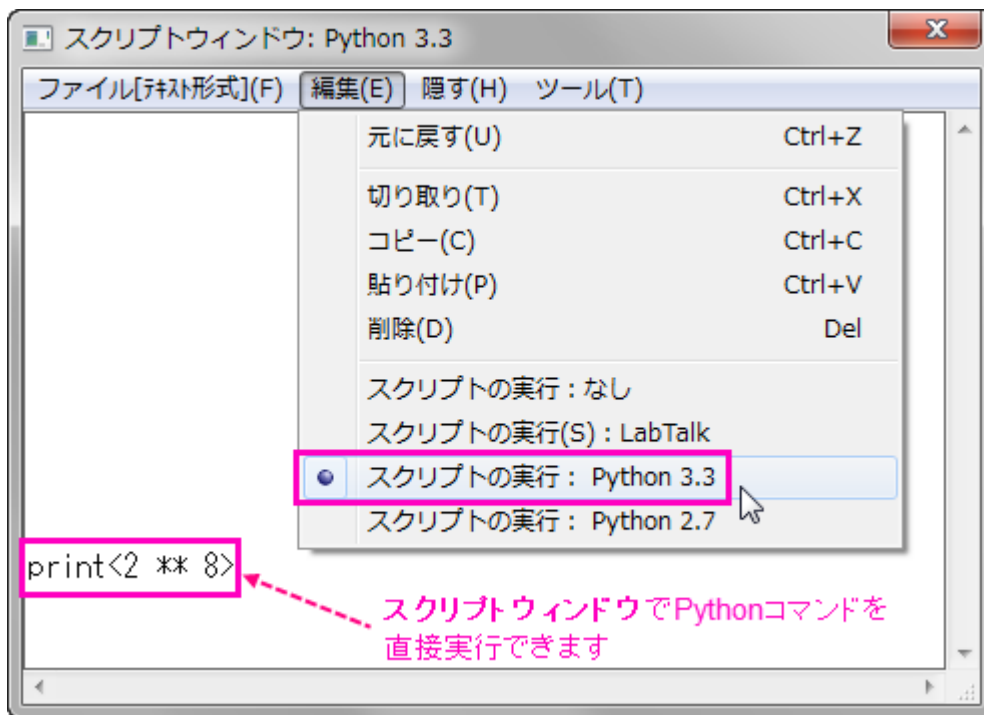 スクリプトウィンドウ: Python 3.3
ファイル[テキスト形式](F) 編集(E) 隠す(H) ツール(T)
元に戻す(U) Ctrl+Z
切り取り(T) Ctrl+X
コピー(C) Ctrl+C
貼り付け(P) Ctrl+V
削除(D) Del
スクリプトの実行:なし
スクリプトの実行(S):LabTalk
スクリプトの実行: Python 3.3
スクリプトの実行: Python 2.7
print<2 ** 8>
スクリプトウィンドウでPythonコマンドを
直接実行できます